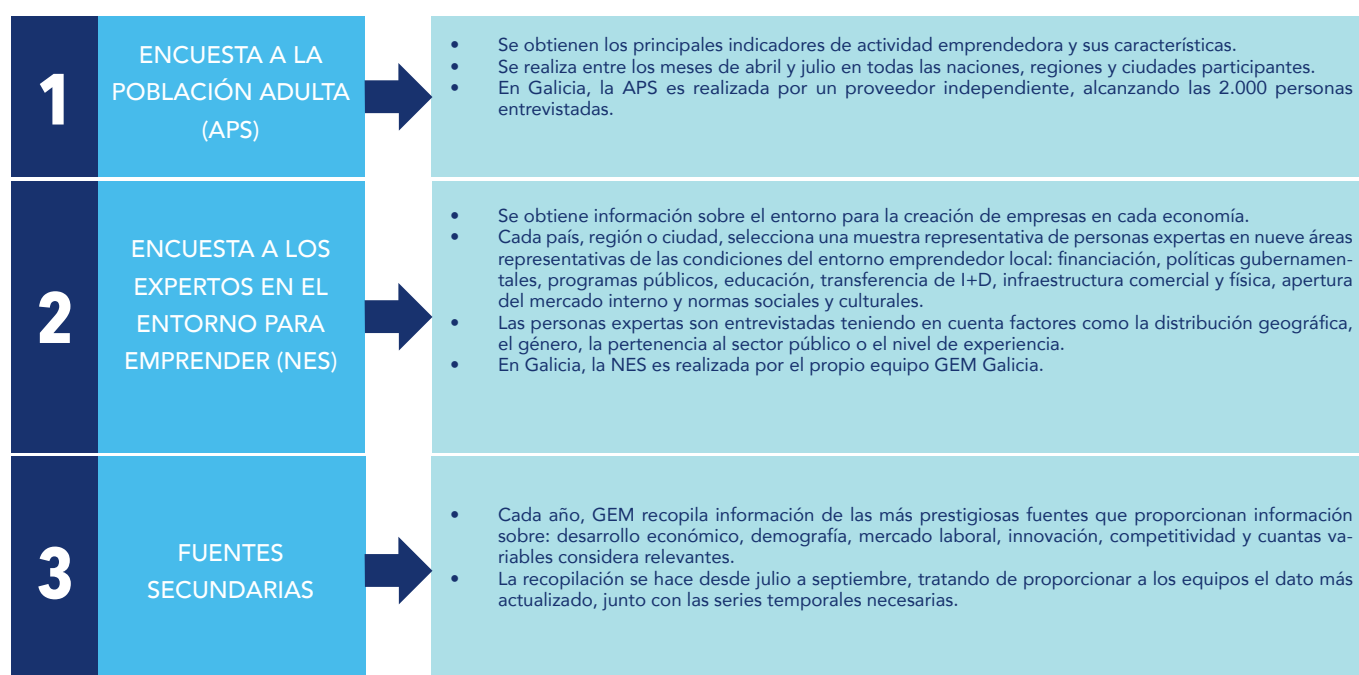 1
ENCUESTA A LA
POBLACIÓN ADULTA
(APS)
• Se obtienen los principales indicadores de actividad emprendedora y sus características.
• Se realiza entre los meses de abril y julio en todas las naciones, regiones y ciudades participantes.
• En Galicia, la APS es realizada por un proveedor independiente, alcanzando las 2.000 personas
entrevistadas.
2
ENCUESTA A LOS
EXPERTOS EN EL
ENTORNO PARA
EMPRENDER (NES)
• Se obtiene información sobre el entorno para la creación de empresas en cada economía.
• Cada país, región o ciudad, selecciona una muestra representativa de personas expertas en nueve áreas
representativas de las condiciones del entorno emprendedor local: financiación, políticas gubernamen-
tales, programas públicos, educación, transferencia de I+D, infraestructura comercial y física, apertura
del mercado interno y normas sociales y culturales.
• Las personas expertas son entrevistadas teniendo en cuenta factores como la distribución geográfica,
el género, la pertenencia al sector público o el nivel de experiencia.
• En Galicia, la NES es realizada por el propio equipo GEM Galicia.
3
FUENTES
SECUNDARIAS
• Cada año, GEM recopila información de las más prestigiosas fuentes que proporcionan información
sobre: desarrollo económico, demografía, mercado laboral, innovación, competitividad y cuantas va-
riables considera relevantes.
• La recopilación se hace desde julio a septiembre, tratando de proporcionar a los equipos el dato más
actualizado, junto con las series temporales necesarias.